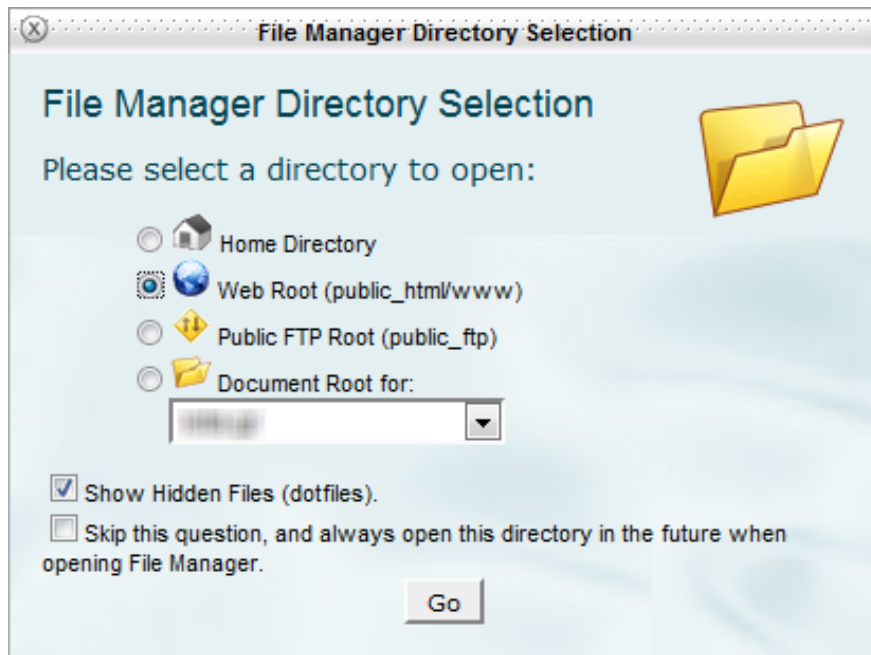 File Manager Directory Selection
File Manager Directory Selection
Please select a directory to open:
Home Directory
Web Root (public_html/www)
Public FTP Root (public_ftp)
Document Root for:
Show Hidden Files (dotfiles).
Skip this question, and always open this directory in the future when
opening File Manager.
Go